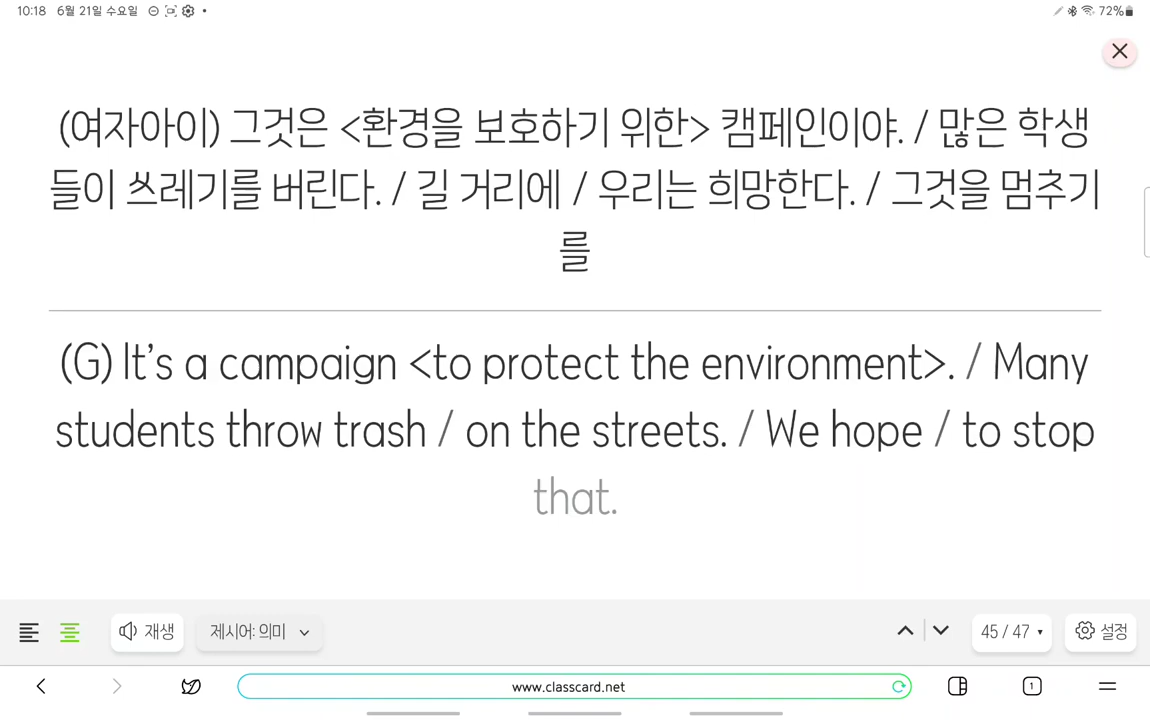 10:18 6월 21일 수요일
72%
(여자아이) 그것은 <환경을 보호하기 위한> 캠페인이야. / 많은 학생
들이 쓰레기를 버린다. / 길 거리에 / 우리는 희망한다. / 그것을 멈추기
를
(G) It's a campaign <to protect the environment>. / Many
students throw trash / on the streets. / We hope / to stop
that.
재생 제시어: 의미 45 / 47 설정
www.classcard.net 1